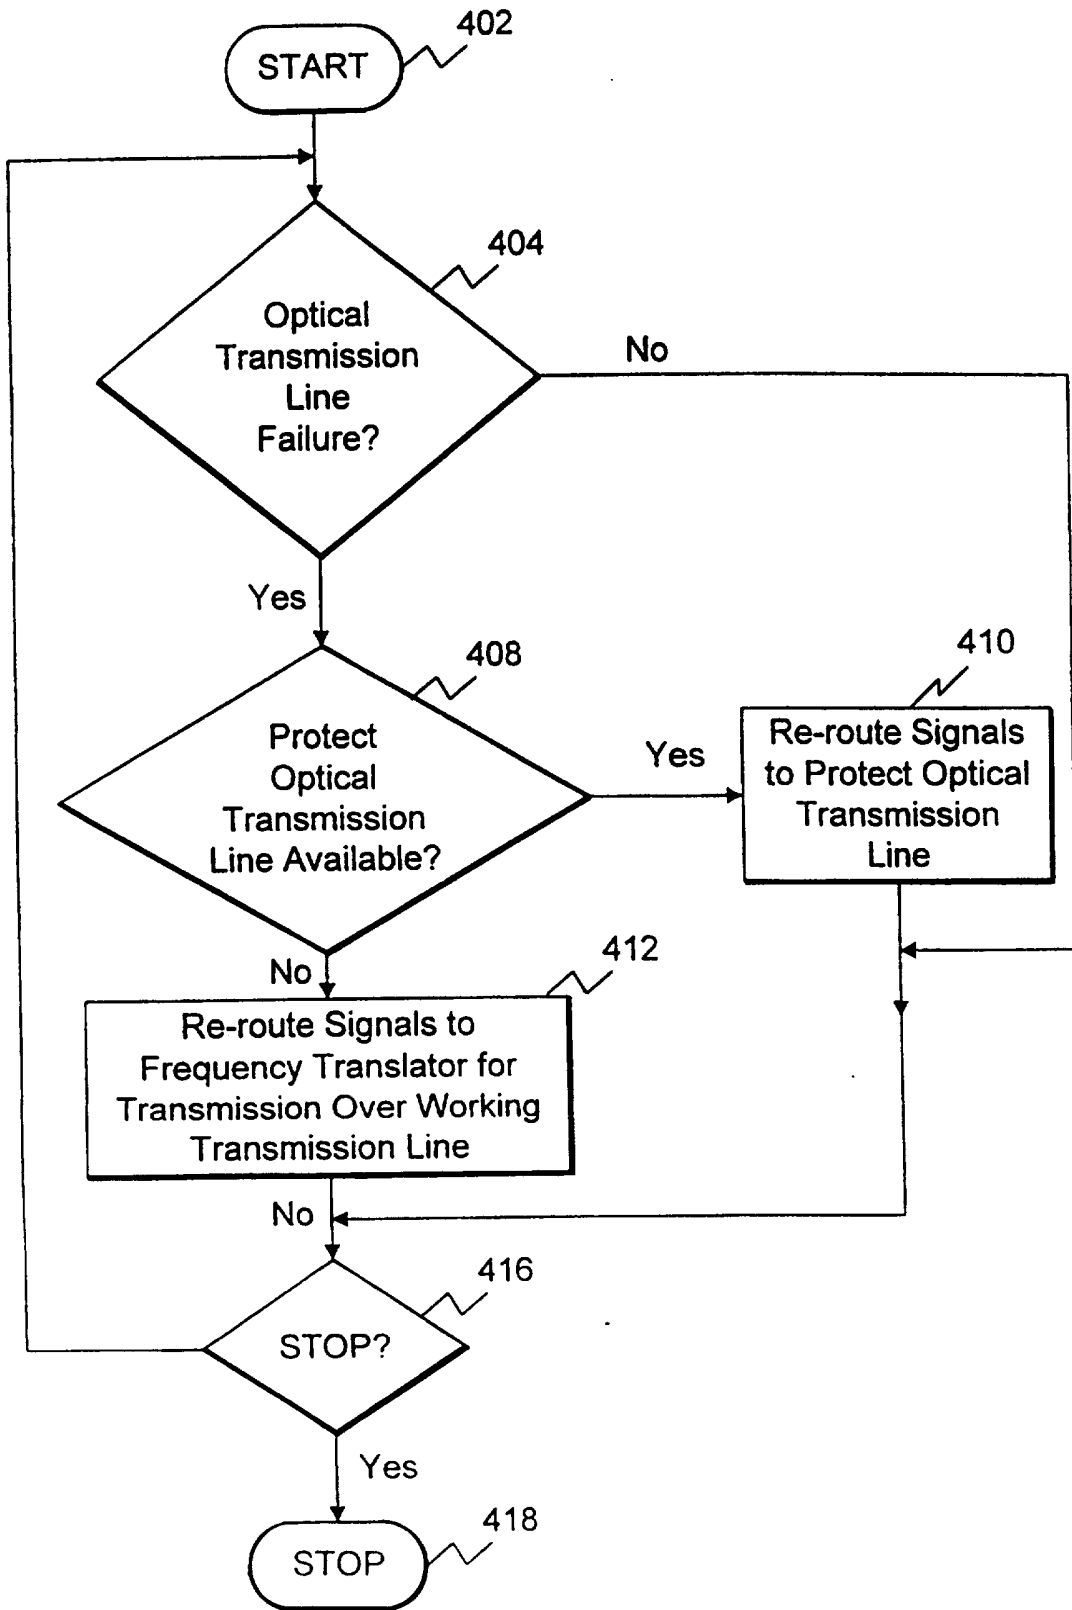 402
START
404
Optical
Transmission
Line
Failure?
No
Yes
408
410
Protect
Optical
Transmission
Line Available?
Yes
Re-route Signals
to Protect Optical
Transmission
Line
No
412
Re-route Signals to
Frequency Translator for
Transmission Over Working
Transmission Line
No
416
STOP?
Yes
418
STOP